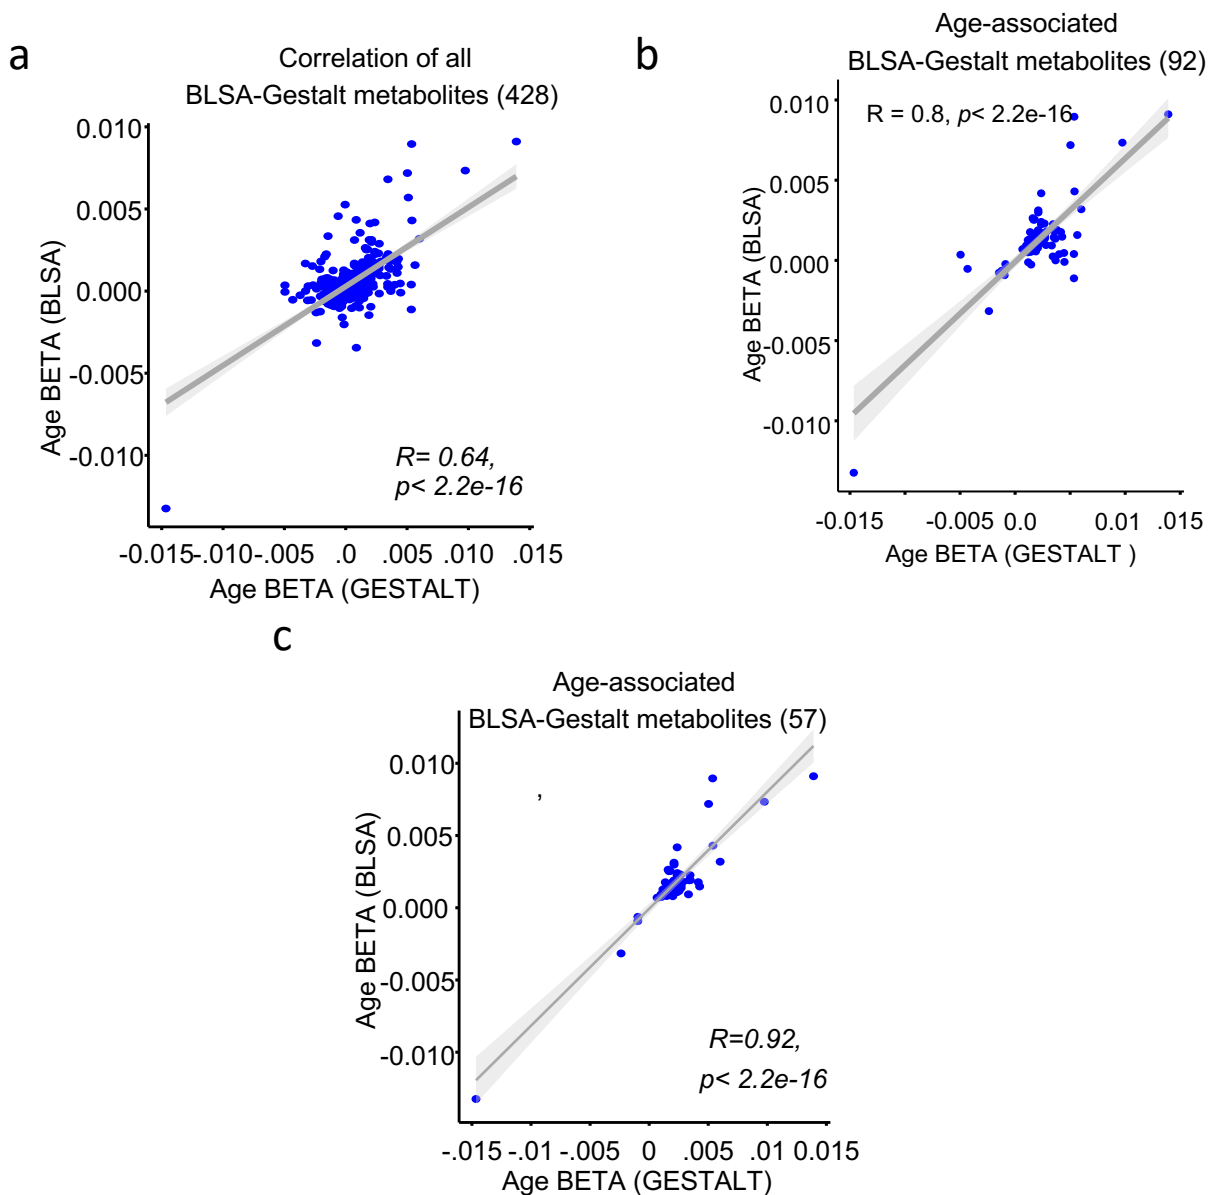 a
Correlation of all
BLSA-Gestalt metabolites (428)
0.010
0.005
0.000
-0.005
-0.010
Age BETA (BLSA)
R= 0.64,
p< 2.2e-16
-0.015 -.010 -.005 .0 .005 .010 .015
Age BETA (GESTALT)
b
Age-associated
BLSA-Gestalt metabolites (92)
R = 0.8, p< 2.2e-16
0.010
0.005
0.000
-0.005
-0.010
Age BETA (BLSA)
-0.015 -0.005 0.0 0.01 .015
Age BETA (GESTALT )
c
Age-associated
BLSA-Gestalt metabolites (57)
,
0.010
0.005
0.000
-0.005
-0.010
Age BETA (BLSA)
R=0.92,
p< 2.2e-16
-.015 -.01 -.005 0 .005 .01 0.015
Age BETA (GESTALT)